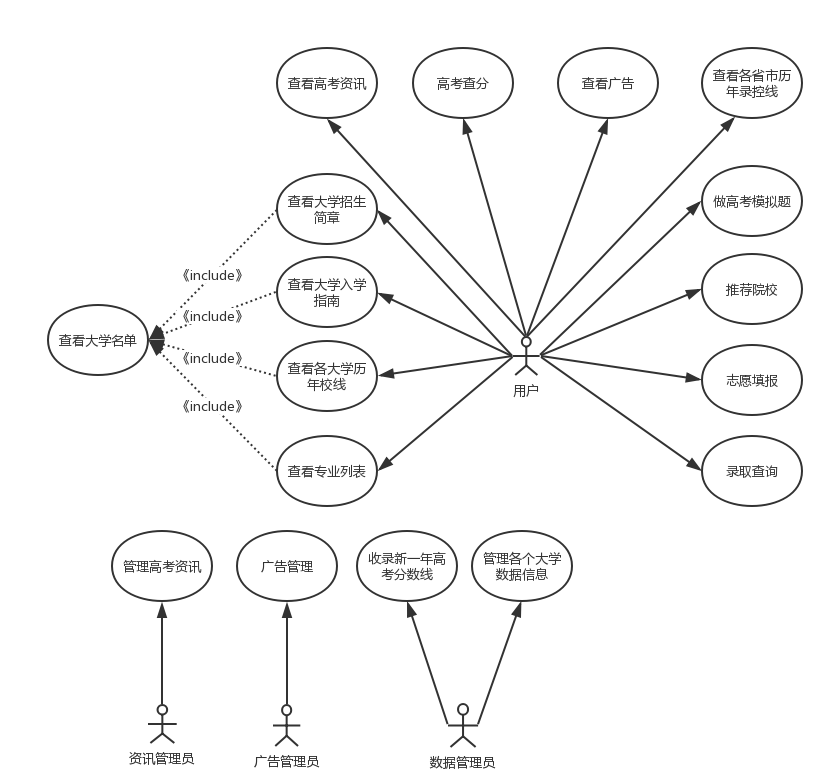 查看高考资讯
高考查分
查看广告
查看各省市历
年录控线
查看大学招生
简章
做高考模拟题
《include》
查看大学入学
指南
推荐院校
《include》
查看大学名单
《include》
查看各大学历
年校线
用户
志愿填报
《include》
查看专业列表
录取查询
管理高考资讯
广告管理
收录新一年高
考分数线
管理各个大学
数据信息
资讯管理员
广告管理员
数据管理员